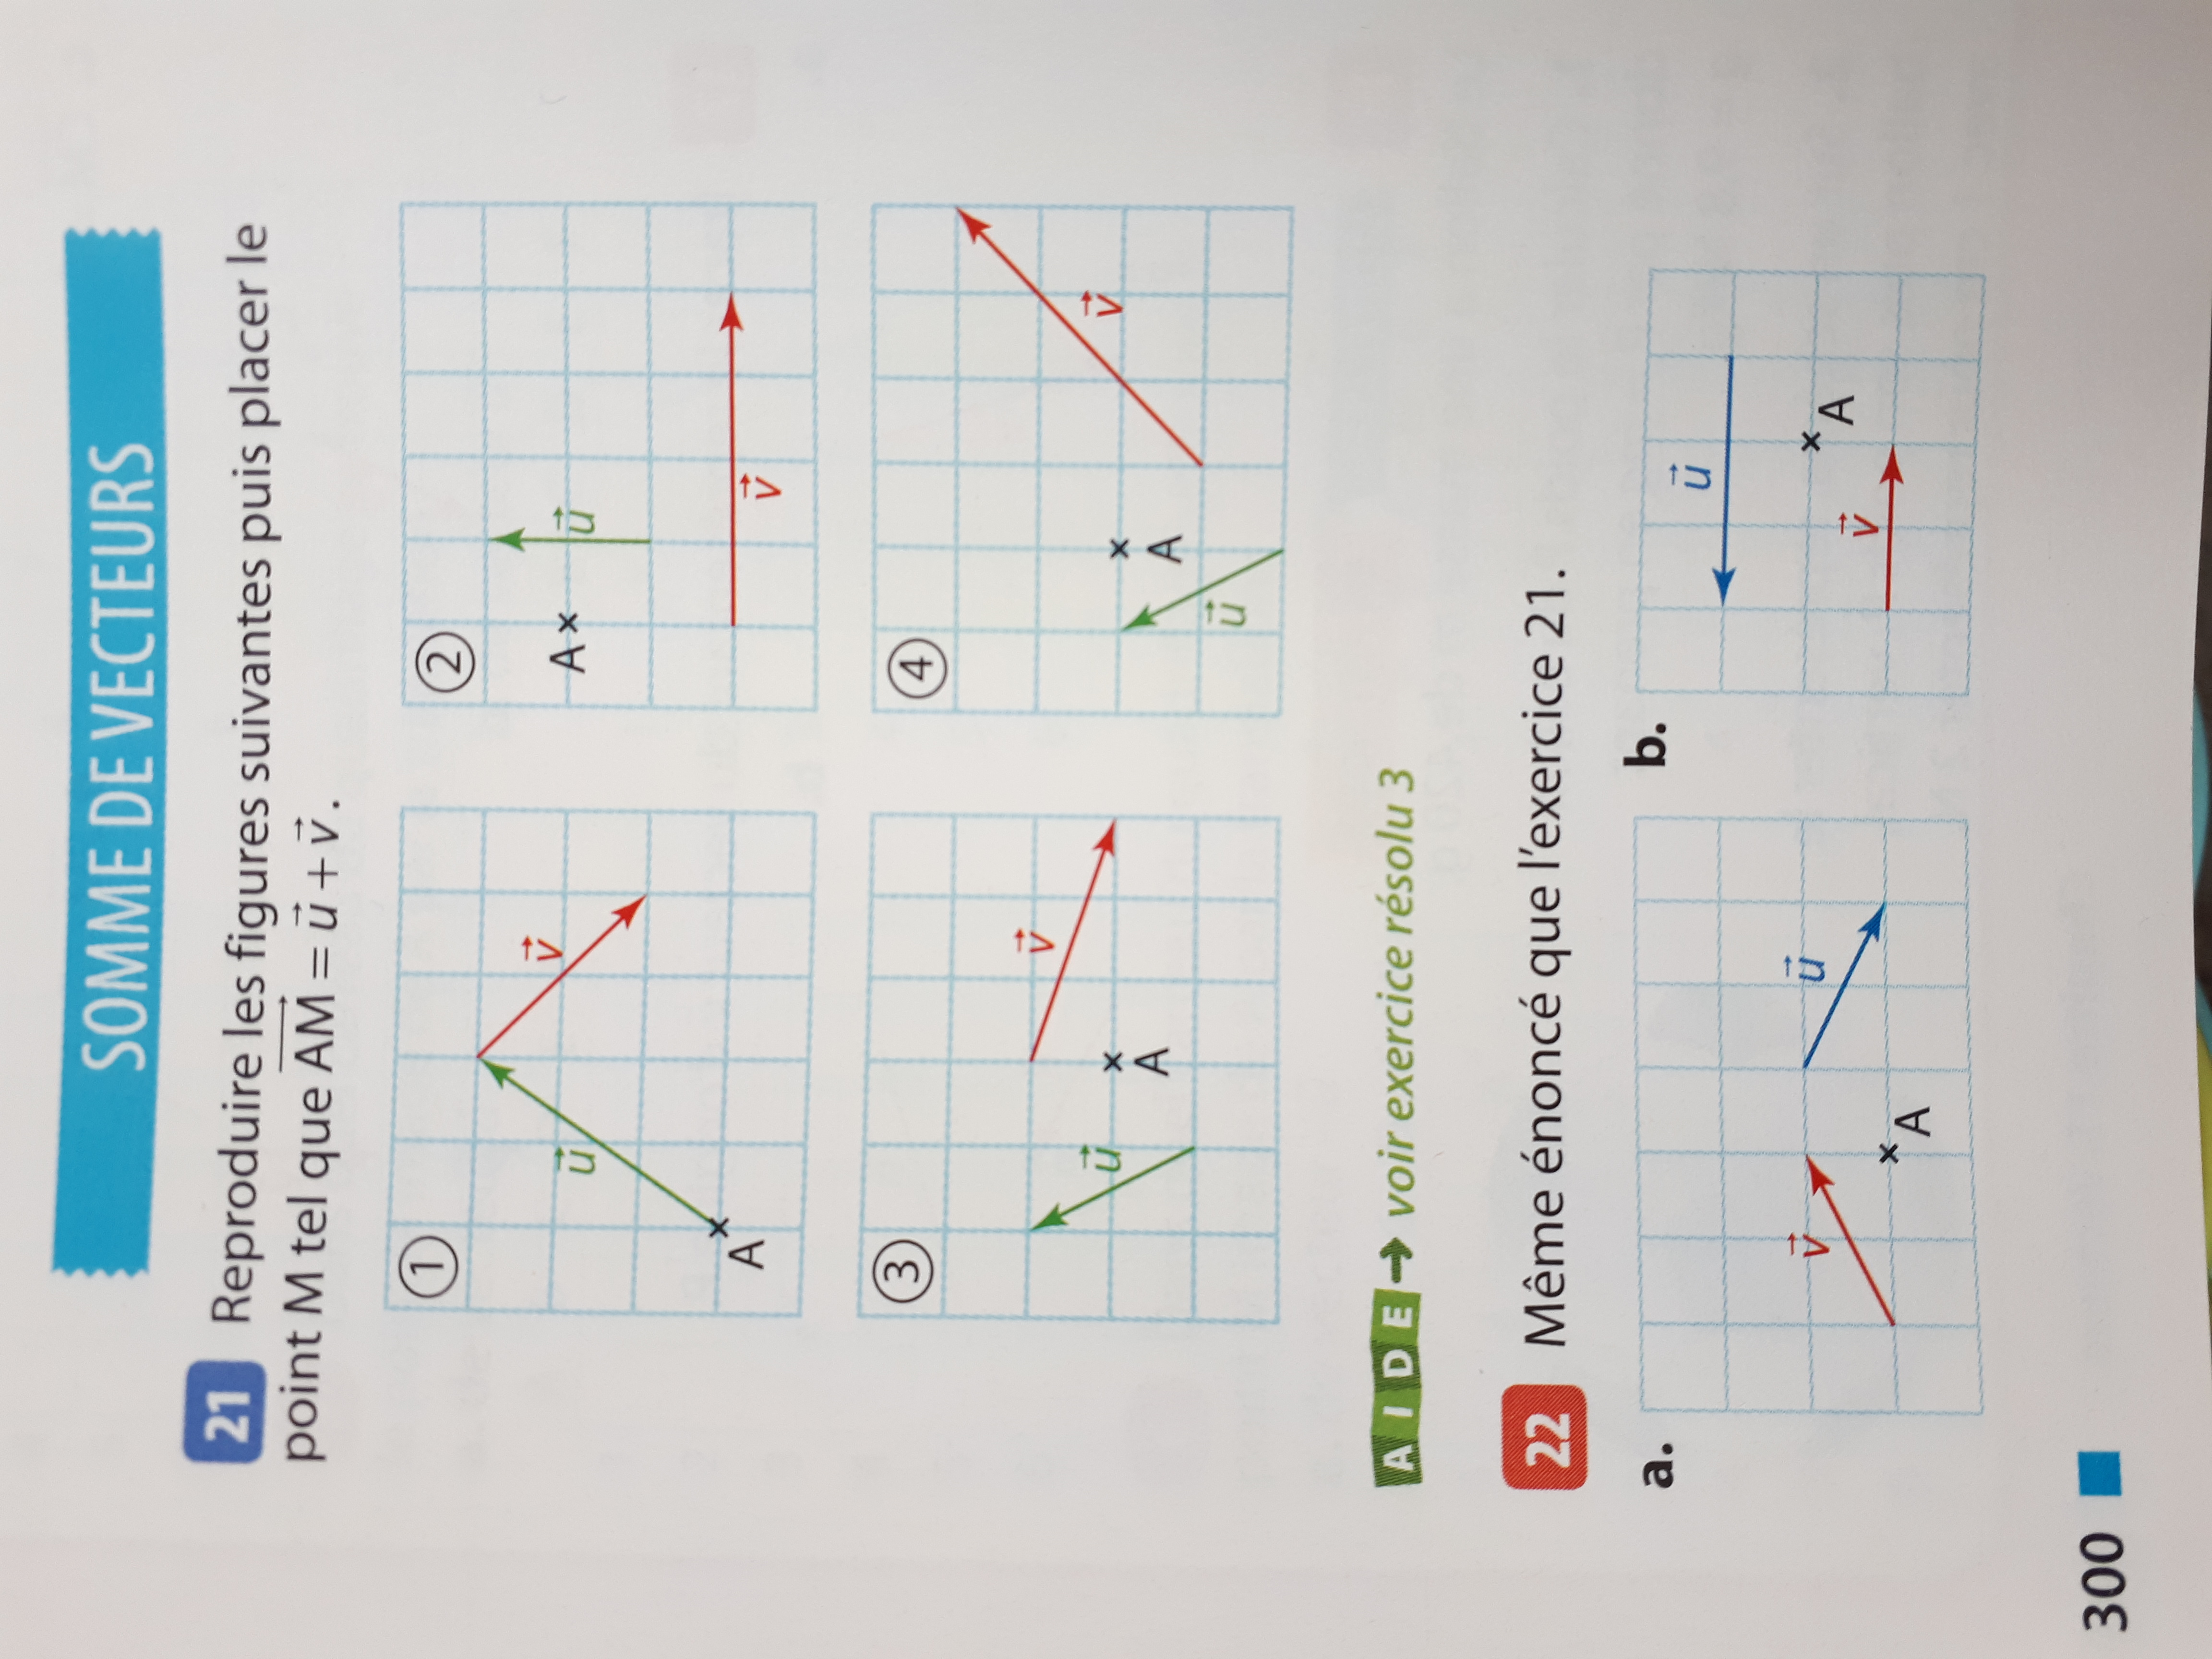 SOMME DE VECTEURS
21 Reproduire les figures suivantes puis placer le
point M tel que AM⃗ = u⃗ + v⃗.
①
u⃗
v⃗
A
②
A
u⃗
v⃗
③
u⃗
v⃗
A
④
A
v⃗
u⃗
AIDE → voir exercice résolu 3
22 Même énoncé que l'exercice 21.
a.
v⃗
u⃗
A
b.
u⃗
A
v⃗
300